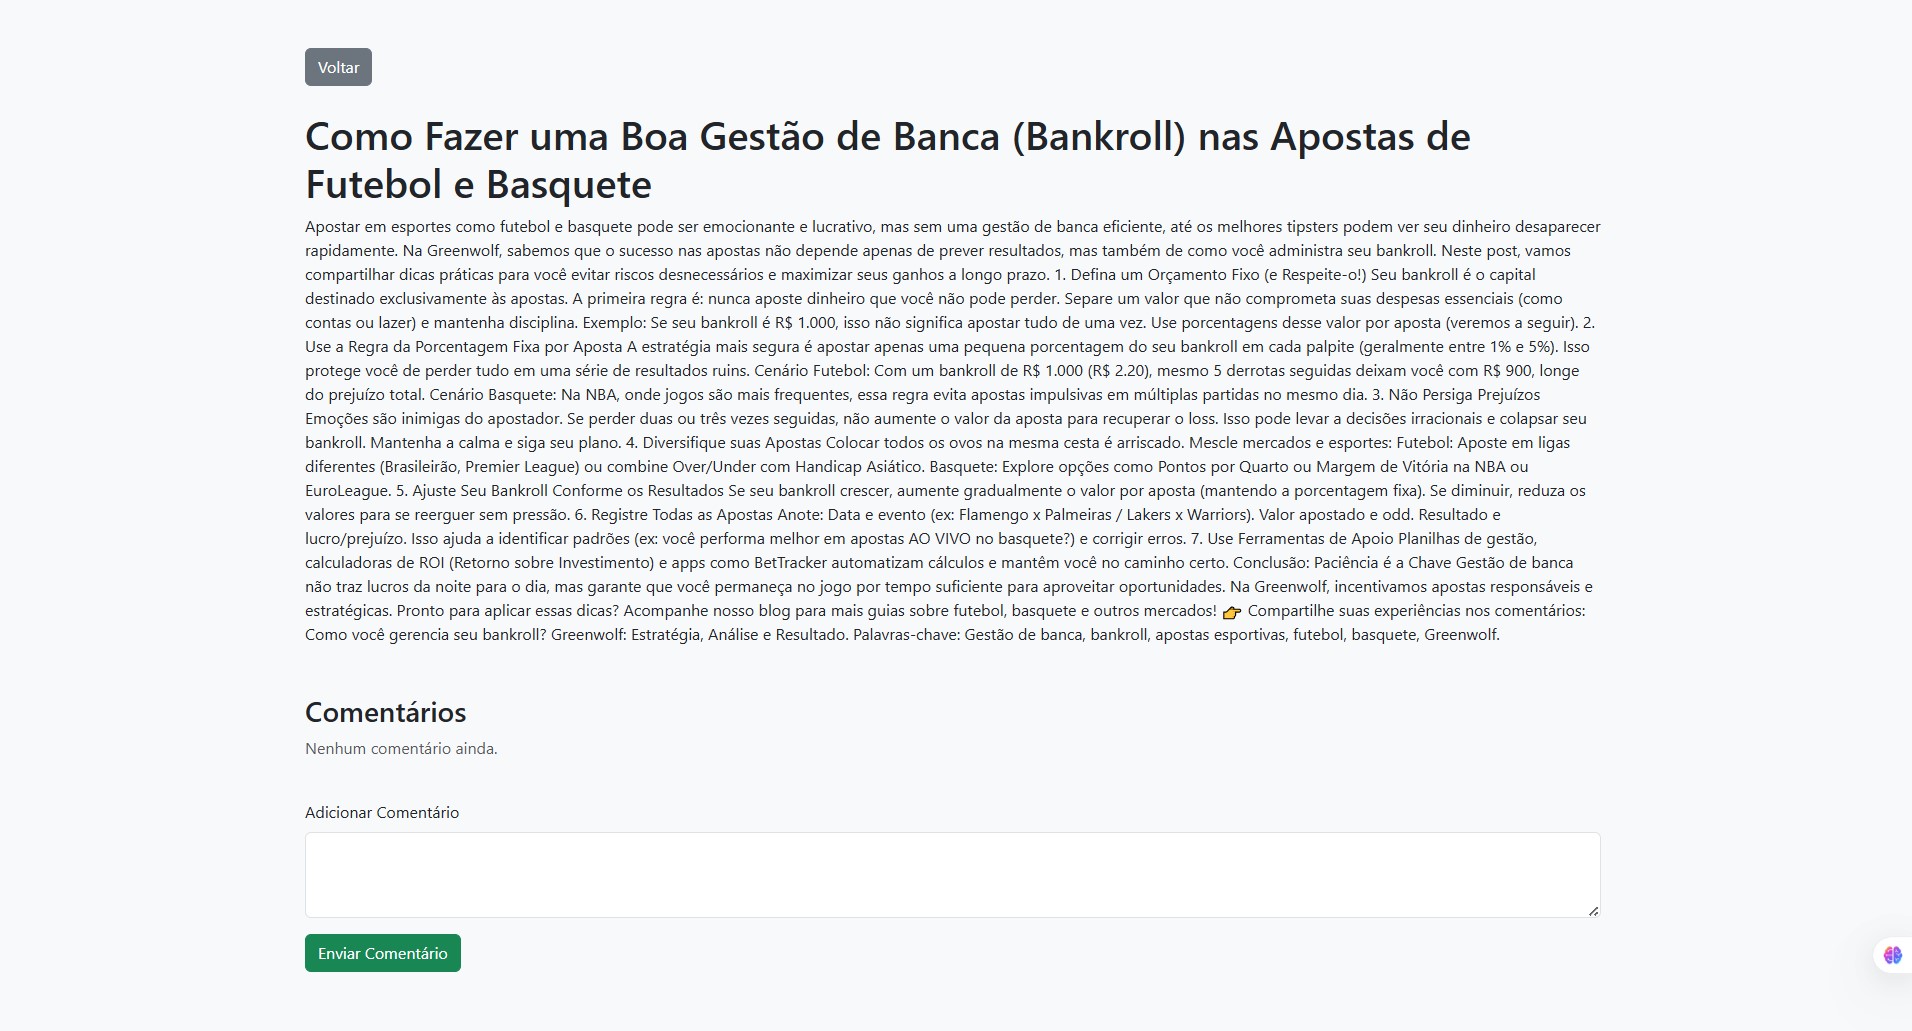 Voltar
Como Fazer uma Boa Gestão de Banca (Bankroll) nas Apostas de
Futebol e Basquete
Apostar em esportes como futebol e basquete pode ser emocionante e lucrativo, mas sem uma gestão de banca eficiente, até os melhores tipsters podem ver seu dinheiro desaparecer
rapidamente. Na Greenwolf, sabemos que o sucesso nas apostas não depende apenas de prever resultados, mas também de como você administra seu bankroll. Neste post, vamos
compartilhar dicas práticas para você evitar riscos desnecessários e maximizar seus ganhos a longo prazo. 1. Defina um Orçamento Fixo (e Respeite-o!) Seu bankroll é o capital
destinado exclusivamente às apostas. A primeira regra é: nunca aposte dinheiro que você não pode perder. Separe um valor que não comprometa suas despesas essenciais (como
contas ou lazer) e mantenha disciplina. Exemplo: Se seu bankroll é R$ 1.000, isso não significa apostar tudo de uma vez. Use porcentagens desse valor por aposta (veremos a seguir). 2.
Use a Regra da Porcentagem Fixa por Aposta A estratégia mais segura é apostar apenas uma pequena porcentagem do seu bankroll em cada palpite (geralmente entre 1% e 5%). Isso
protege você de perder tudo em uma série de resultados ruins. Cenário Futebol: Com um bankroll de R$ 1.000 (R$ 2.20), mesmo 5 derrotas seguidas deixam você com R$ 900, longe
do prejuízo total. Cenário Basquete: Na NBA, onde jogos são mais frequentes, essa regra evita apostas impulsivas em múltiplas partidas no mesmo dia. 3. Não Persiga Prejuízos
Emoções são inimigas do apostador. Se perder duas ou três vezes seguidas, não aumente o valor da aposta para recuperar o loss. Isso pode levar a decisões irracionais e colapsar seu
bankroll. Mantenha a calma e siga seu plano. 4. Diversifique suas Apostas Colocar todos os ovos na mesma cesta é arriscado. Mescle mercados e esportes: Futebol: Aposte em ligas
diferentes (Brasileirão, Premier League) ou combine Over/Under com Handicap Asiático. Basquete: Explore opções como Pontos por Quarto ou Margem de Vitória na NBA ou
EuroLeague. 5. Ajuste Seu Bankroll Conforme os Resultados Se seu bankroll crescer, aumente gradualmente o valor por aposta (mantendo a porcentagem fixa). Se diminuir, reduza os
valores para se reerguer sem pressão. 6. Registre Todas as Apostas Anote: Data e evento (ex: Flamengo x Palmeiras / Lakers x Warriors). Valor apostado e odd. Resultado e
lucro/prejuízo. Isso ajuda a identificar padrões (ex: você performa melhor em apostas AO VIVO no basquete?) e corrigir erros. 7. Use Ferramentas de Apoio Planilhas de gestão,
calculadoras de ROI (Retorno sobre Investimento) e apps como BetTracker automatizam cálculos e mantêm você no caminho certo. Conclusão: Paciência é a Chave Gestão de banca
não traz lucros da noite para o dia, mas garante que você permaneça no jogo por tempo suficiente para aproveitar oportunidades. Na Greenwolf, incentivamos apostas responsáveis e
estratégicas. Pronto para aplicar essas dicas? Acompanhe nosso blog para mais guias sobre futebol, basquete e outros mercados! 👉 Compartilhe suas experiências nos comentários:
Como você gerencia seu bankroll? Greenwolf: Estratégia, Análise e Resultado. Palavras-chave: Gestão de banca, bankroll, apostas esportivas, futebol, basquete, Greenwolf.
Comentários
Nenhum comentário ainda.
Adicionar Comentário
Enviar Comentário